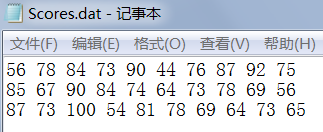 Scores.dat - 记事本
文件(F) 编辑(E) 格式(O) 查看(V) 帮助(H)
56 78 84 73 90 44 76 87 92 75
85 67 90 84 74 64 73 78 69 56
87 73 100 54 81 78 69 64 73 65